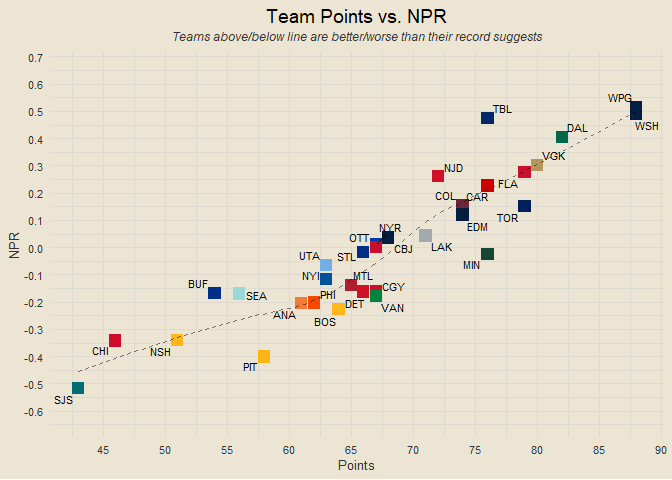 Team Points vs. NPR
Teams above/below line are better/worse than their record suggests
0.7
0.6
0.5
0.4
0.3
0.2
0.1
0.0
-0.1
-0.2
-0.3
-0.4
-0.5
-0.6
NPR
WPG
TBL
WSH
DAL
VGK
NJD
FLA
COL
CAR
TOR
EDM
NYR
OTT
CBJ
LAK
STL
UTA
MIN
NYI
MTL
BUF
SEA
PHI
CGY
DET
VAN
ANA
BOS
CHI
NSH
PIT
SJS
45
50
55
60
65
70
75
80
85
90
Points